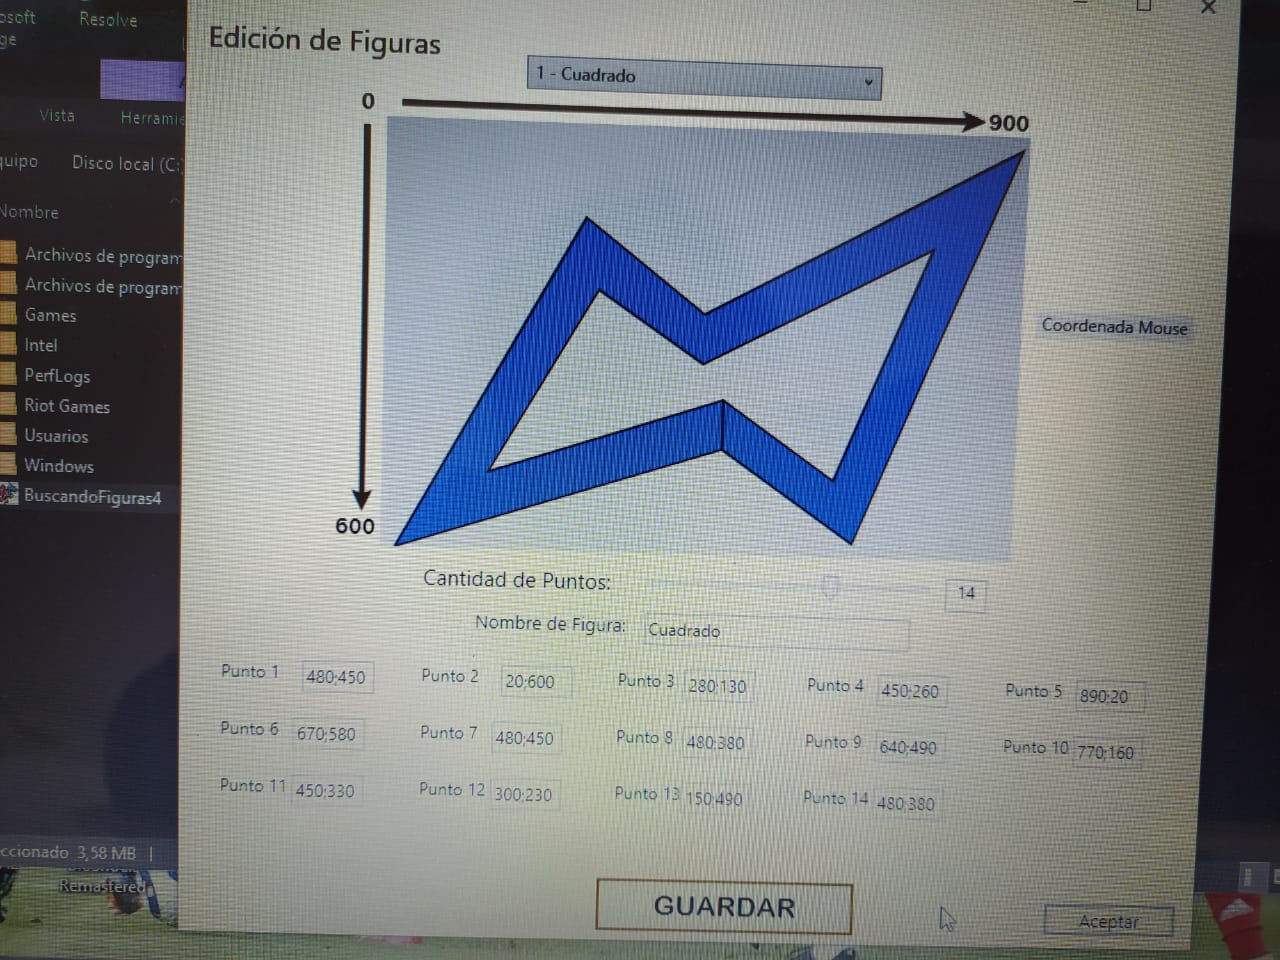 Resolve
Edición de Figuras
1 - Cuadrado
0
900
Vista
Disco local (C:
Coordenada Mouse
Nombre
Archivos de program
Archivos de program
Games
Intel
PerfLogs
Riot Games
Usuarios
Windows
BuscandoFiguras4
600
Cantidad de Puntos:
14
Nombre de Figura:
Cuadrado
Punto 1 480;450 Punto 2 20;600 Punto 3 280;130 Punto 4 450;260 Punto 5 890;20
Punto 6 670;580 Punto 7 480;450 Punto 8 480;380 Punto 9 640;490 Punto 10 770;160
Punto 11 450;330 Punto 12 300;230 Punto 13 150;490 Punto 14 480;380
ccionado 3,58 MB
Remastered
GUARDAR
Aceptar